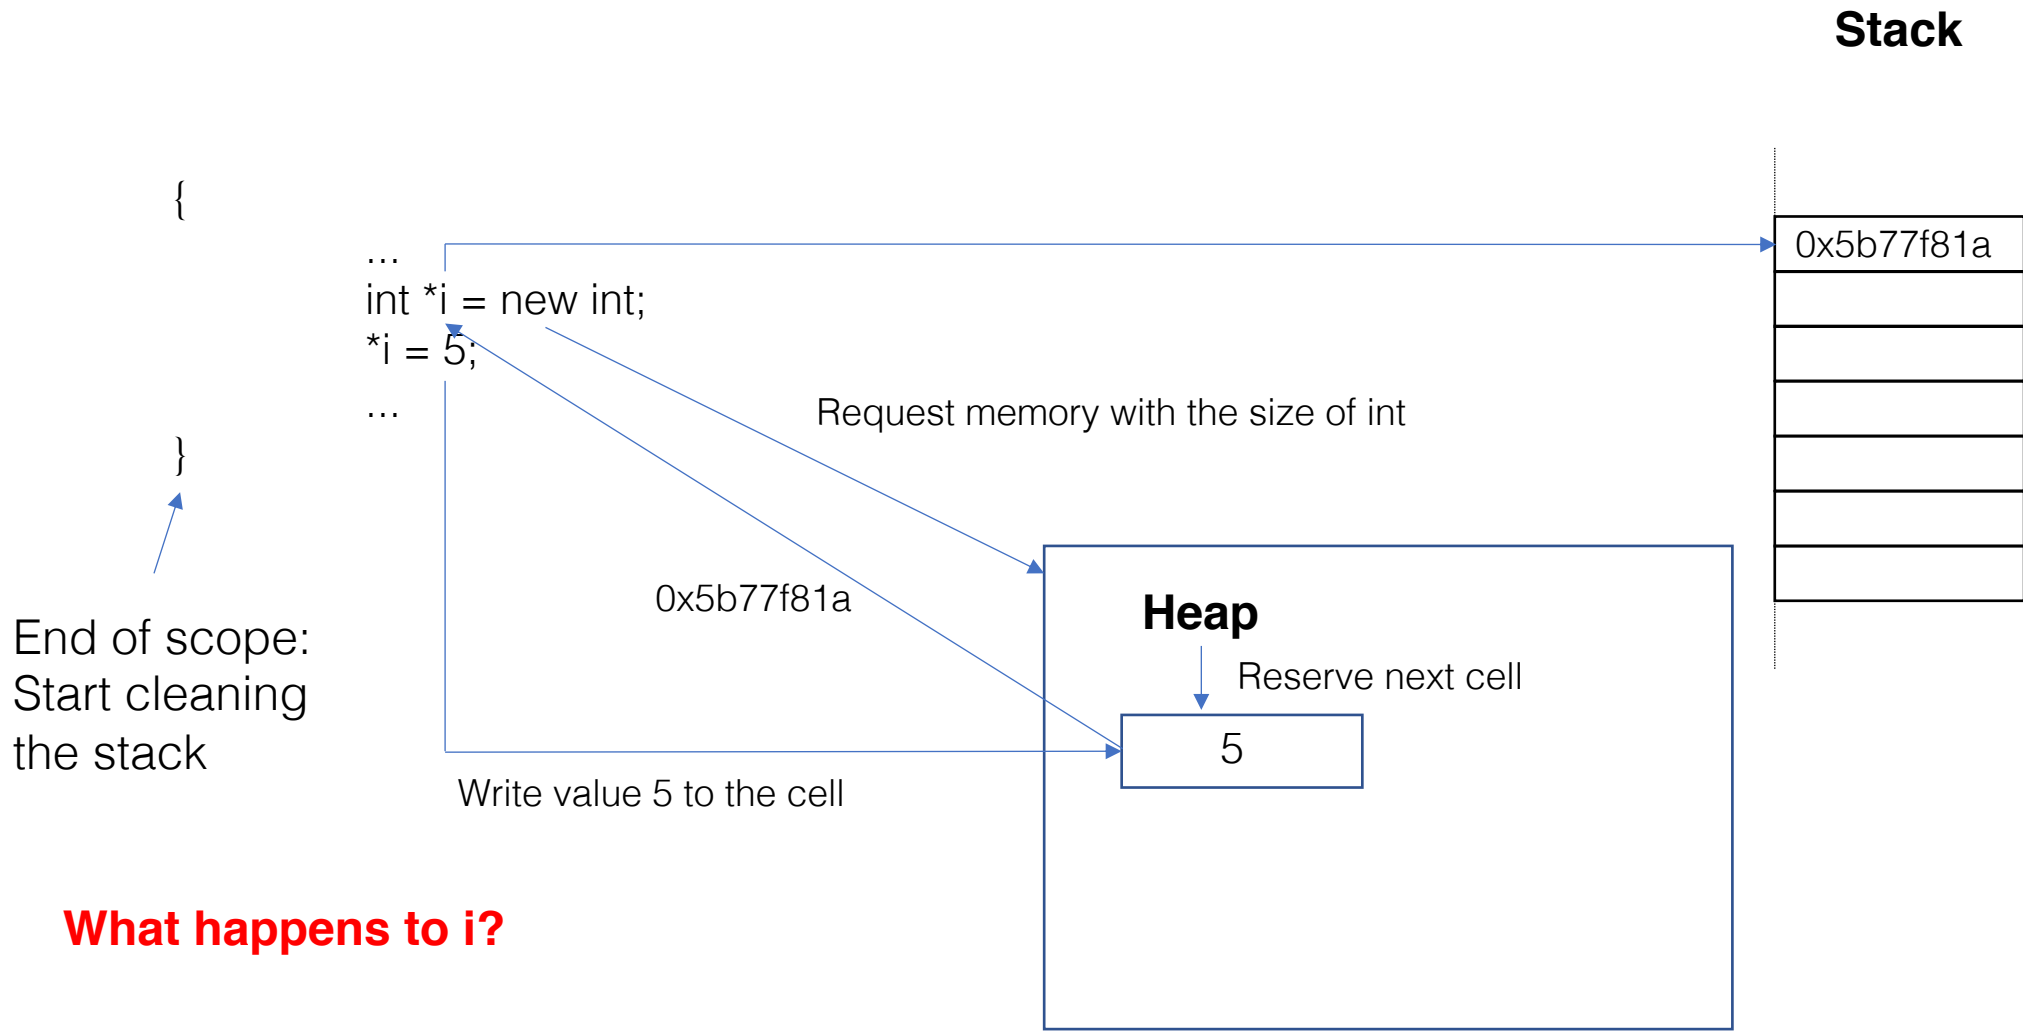 Stack
{
...
int *i = new int;
*i = 5;
...
}
0x5b77f81a
Request memory with the size of int
0x5b77f81a
Heap
Reserve next cell
5
Write value 5 to the cell
End of scope:
Start cleaning
the stack
What happens to i?